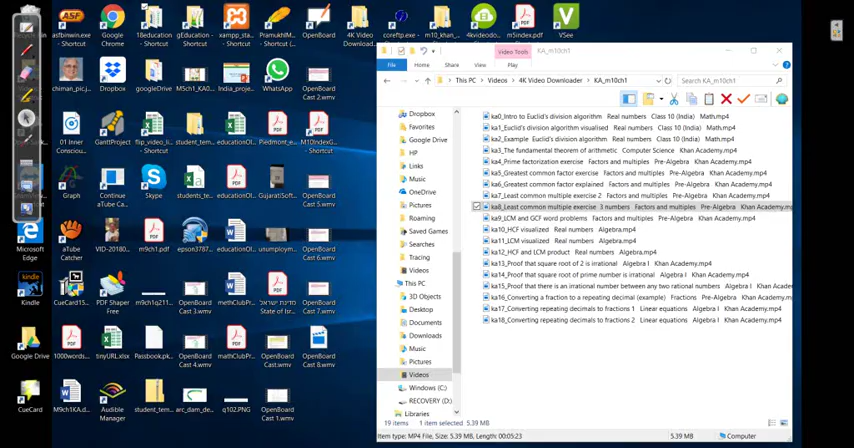 asfbinwin.exe - Shortcut
Google Chrome
18education - Shortcut
gEducation - Shortcut
xampp_start - Shortcut
PramukhIM... - Shortcut
OpenBoard
4K Video Download...
coreftp.exe - Shortcut
m10_khan_...
4kvideodo...
m5index.pdf - Shortcut
VSee
chiman_pic...
Dropbox
googleDrive
M5ch1_KA0...
India_projec...
WhatsApp
OpenBoard Cast 2.wmv
01 Inner Conscious...
GanttProject
flip_video_li... - Shortcut
educationOl...
Piedmont_e... - Shortcut
M10IndexG... - Shortcut
Graph
Continue aTube Ca...
Skype
students_te...
educationOl...
GujaratiSoft...
OpenBoard Cast 5.wmv
Microsoft Edge
aTube Catcher
VID-20180...
m9ch1.pdf
epson3787...
unumploym...
OpenBoard Cast 6.wmv
Kindle
CueCard15...
PDF Shaper Free
m9ch1q211...
OpenBoard Cast 3.wmv
methClubPr...
State of Isr...
OpenBoard Cast 7.wmv
Google Drive
1000words...
tinyURL.xlsx
Passbook.pk...
OpenBoard Cast 4.wmv
mathClubPr...
OpenBoard Cast.wmv
OpenBoard Cast 8.wmv
CueCard
M9ch1KA.d...
Audible Manager
student_tem...
arc_dam_de...
q102.PNG
OpenBoard Cast 1.wmv
Video Tools
KA_m10ch1
File
Home
Share
View
Play
This PC
Videos
4K Video Downloader
KA_m10ch1
Search KA_m10ch1
Dropbox
Favorites
Google Drive
HP
Links
Music
OneDrive
Pictures
Roaming
Saved Games
Searches
Tracing
Videos
This PC
3D Objects
Desktop
Documents
Downloads
Music
Pictures
Videos
Windows (C:)
RECOVERY (D:)
Libraries
ka0_Intro to Euclid's division algorithm Real numbers Class 10 (India) Math.mp4
ka1_Euclid's division algorithm visualised Real numbers Class 10 (India) Math.mp4
ka2_Example Euclid's division algorithm Real numbers Class 10 (India) Math.mp4
ka3_The fundamental theorem of arithmetic Computer Science Khan Academy.mp4
ka4_Prime factorization exercise Factors and multiples Pre-Algebra Khan Academy.mp4
ka5_Greatest common factor exercise Factors and multiples Pre-Algebra Khan Academy.mp4
ka6_Greatest common factor explained Factors and multiples Pre-Algebra Khan Academy.mp4
ka7_Least common multiple exercise 2 Factors and multiples Pre-Algebra Khan Academy.mp4
ka8_Least common multiple exercise 3 numbers Factors and multiples Pre-Algebra Khan Academy.mp
ka9_LCM and GCF word problems Factors and multiples Pre-Algebra Khan Academy.mp4
ka10_HCF visualized Real numbers Algebra.mp4
ka11_LCM visualized Real numbers Algebra.mp4
ka12_HCF and LCM product Real numbers Algebra.mp4
ka13_Proof that square root of 2 is irrational Algebra I Khan Academy.mp4
ka14_Proof that square root of prime number is irrational Algebra I Khan Academy.mp4
ka15_Proof that there is an irrational number between any two rational numbers Algebra I Khan Academy.m
ka16_Converting a fraction to a repeating decimal (example) Fractions Pre-Algebra Khan Academy.mp4
ka17_Converting repeating decimals to fractions 1 Linear equations Algebra I Khan Academy.mp4
ka18_Converting repeating decimals to fractions 2 Linear equations Algebra I Khan Academy.mp4
19 items 1 item selected 5.39 MB
Item type: MP4 File, Size: 5.39 MB, Length: 00:05:23
5.39 MB
Computer